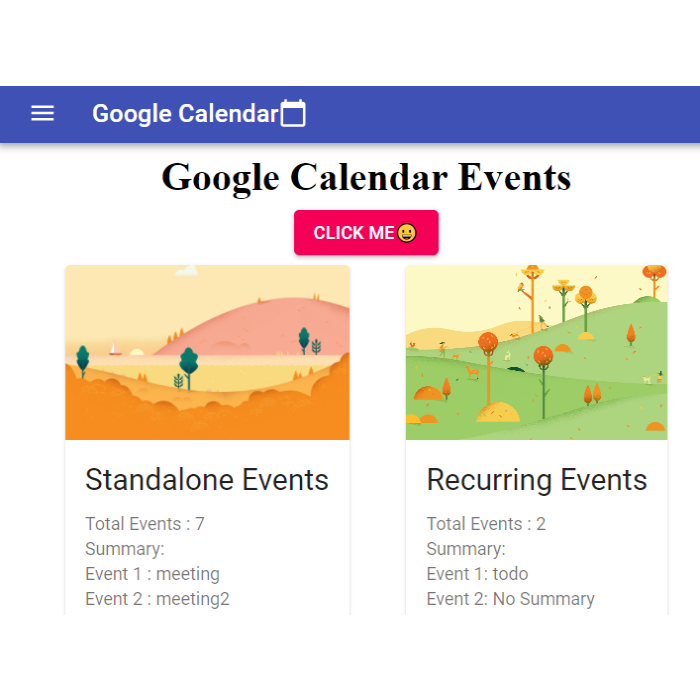 Google Calendar
Google Calendar Events
CLICK ME😀
Standalone Events
Total Events : 7
Summary:
Event 1 : meeting
Event 2 : meeting2
Recurring Events
Total Events : 2
Summary:
Event 1: todo
Event 2: No Summary